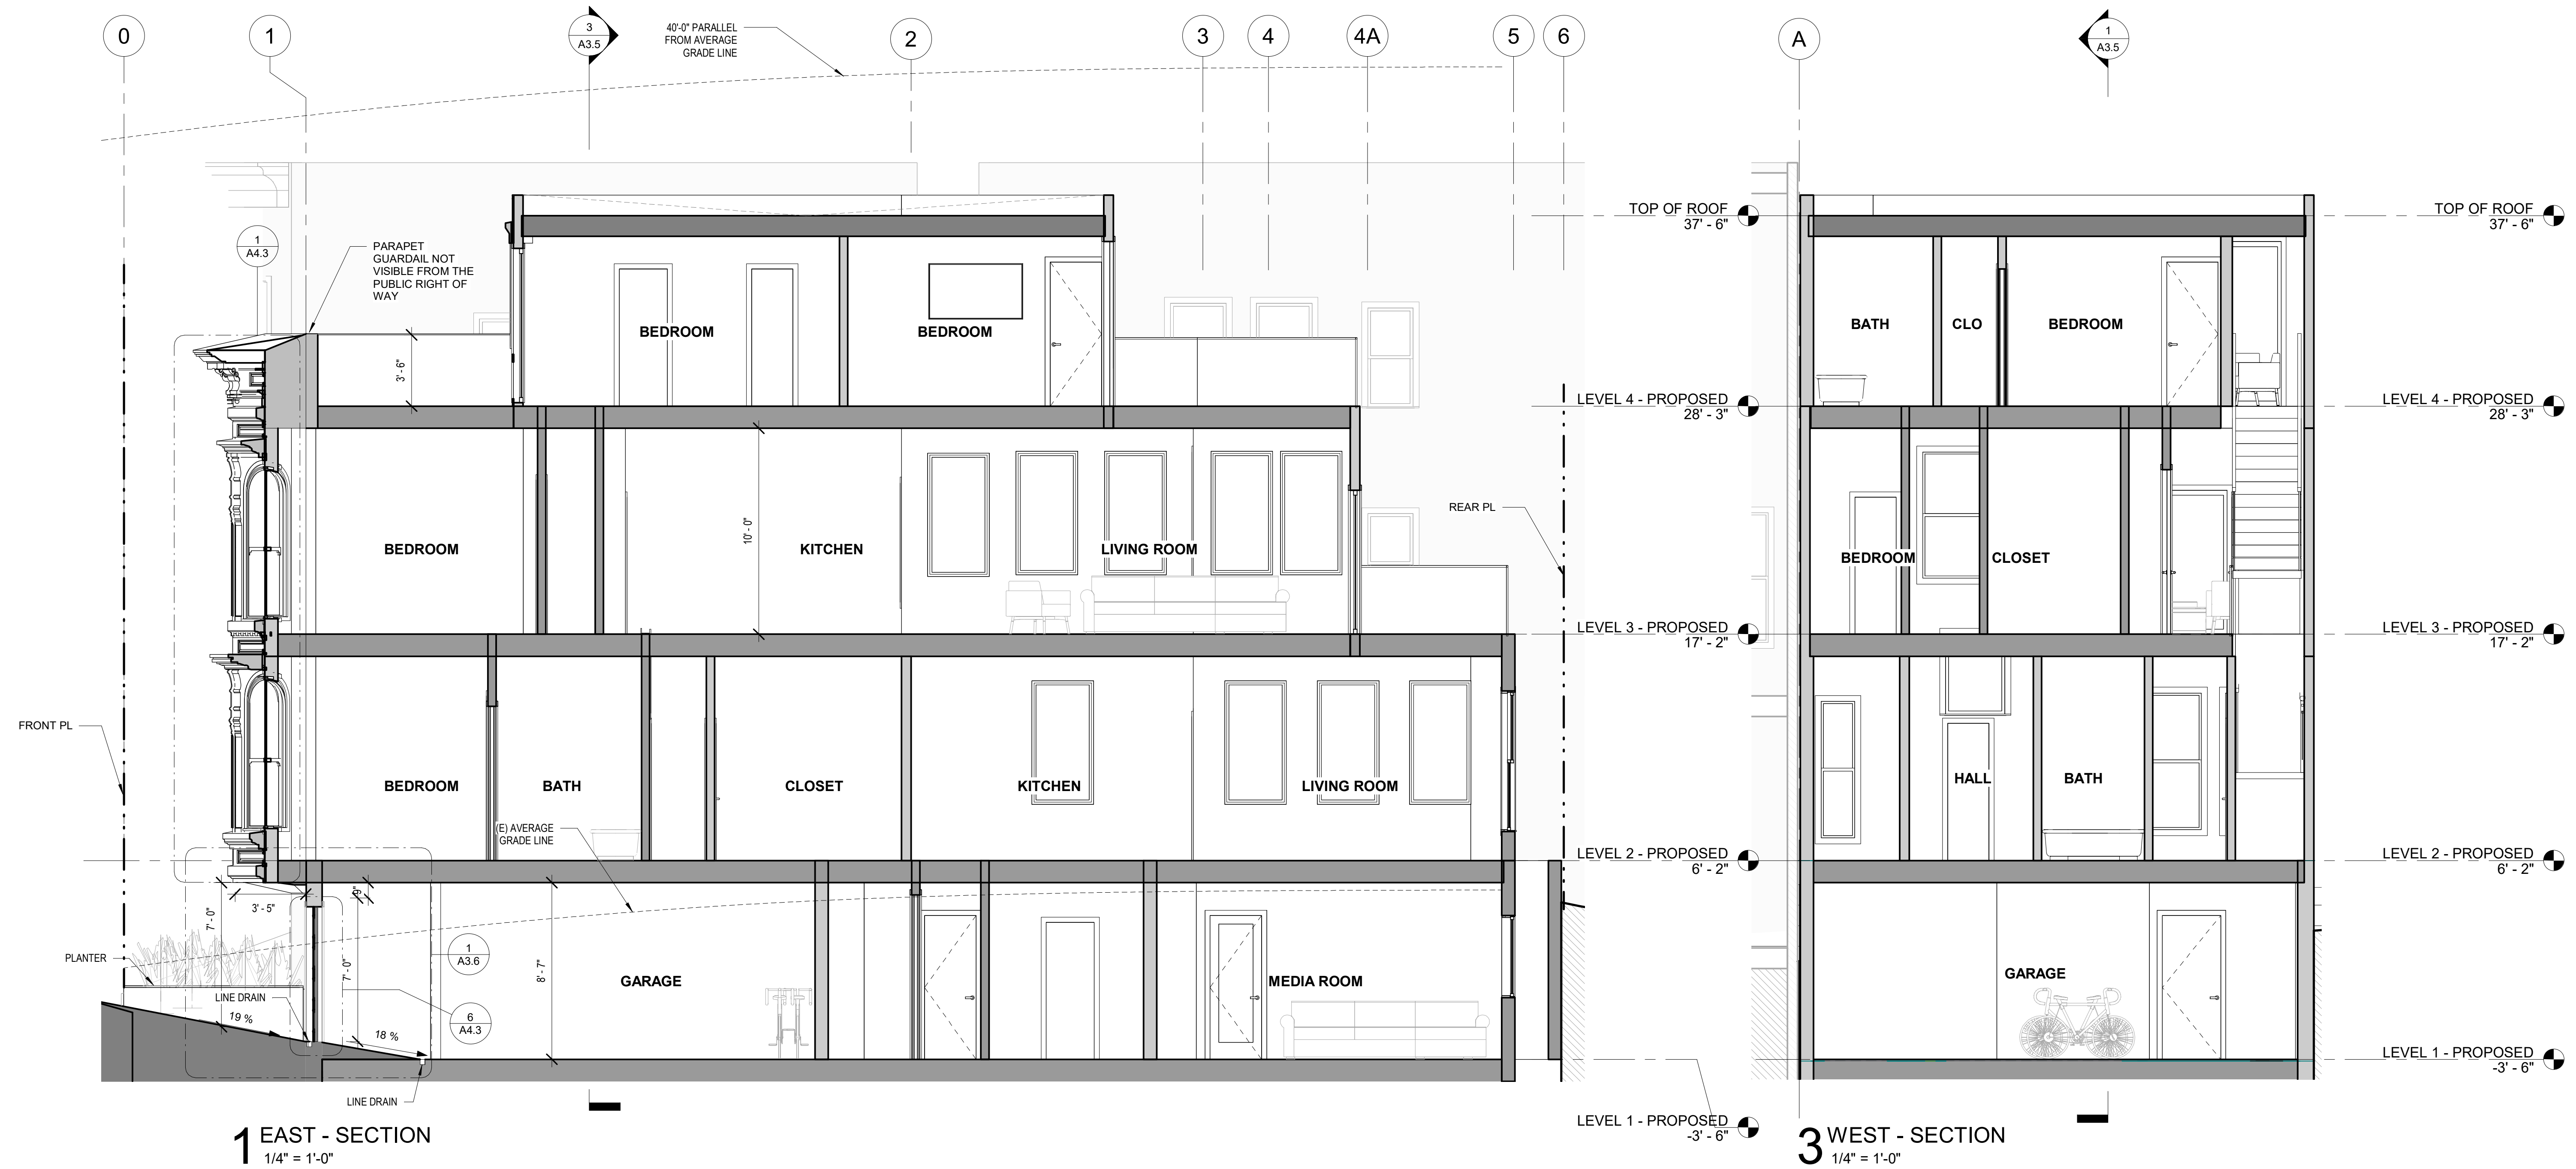 0
1
3
A3.5
40'-0" PARALLEL
FROM AVERAGE
GRADE LINE
2
3
4
4A
5
6
A
1
A3.5
1
A4.3
PARAPET
GUARDAIL NOT
VISIBLE FROM THE
PUBLIC RIGHT OF
WAY
3' - 6"
BEDROOM
BEDROOM
TOP OF ROOF
37' - 6"
LEVEL 4 - PROPOSED
28' - 3"
BEDROOM
KITCHEN
LIVING ROOM
10' - 0"
REAR PL
LEVEL 3 - PROPOSED
17' - 2"
FRONT PL
BEDROOM
BATH
CLOSET
KITCHEN
LIVING ROOM
(E) AVERAGE
GRADE LINE
LEVEL 2 - PROPOSED
6' - 2"
3' - 5"
9"
7' - 0"
PLANTER
LINE DRAIN
19 %
7' - 0"
18 %
1
A3.6
6
A4.3
8' - 7"
GARAGE
MEDIA ROOM
LINE DRAIN
LEVEL 1 - PROPOSED
-3' - 6"
1 EAST - SECTION
1/4" = 1'-0"
BATH
CLO
BEDROOM
TOP OF ROOF
37' - 6"
LEVEL 4 - PROPOSED
28' - 3"
BEDROOM
CLOSET
LEVEL 3 - PROPOSED
17' - 2"
HALL
BATH
LEVEL 2 - PROPOSED
6' - 2"
GARAGE
LEVEL 1 - PROPOSED
-3' - 6"
3 WEST - SECTION
1/4" = 1'-0"